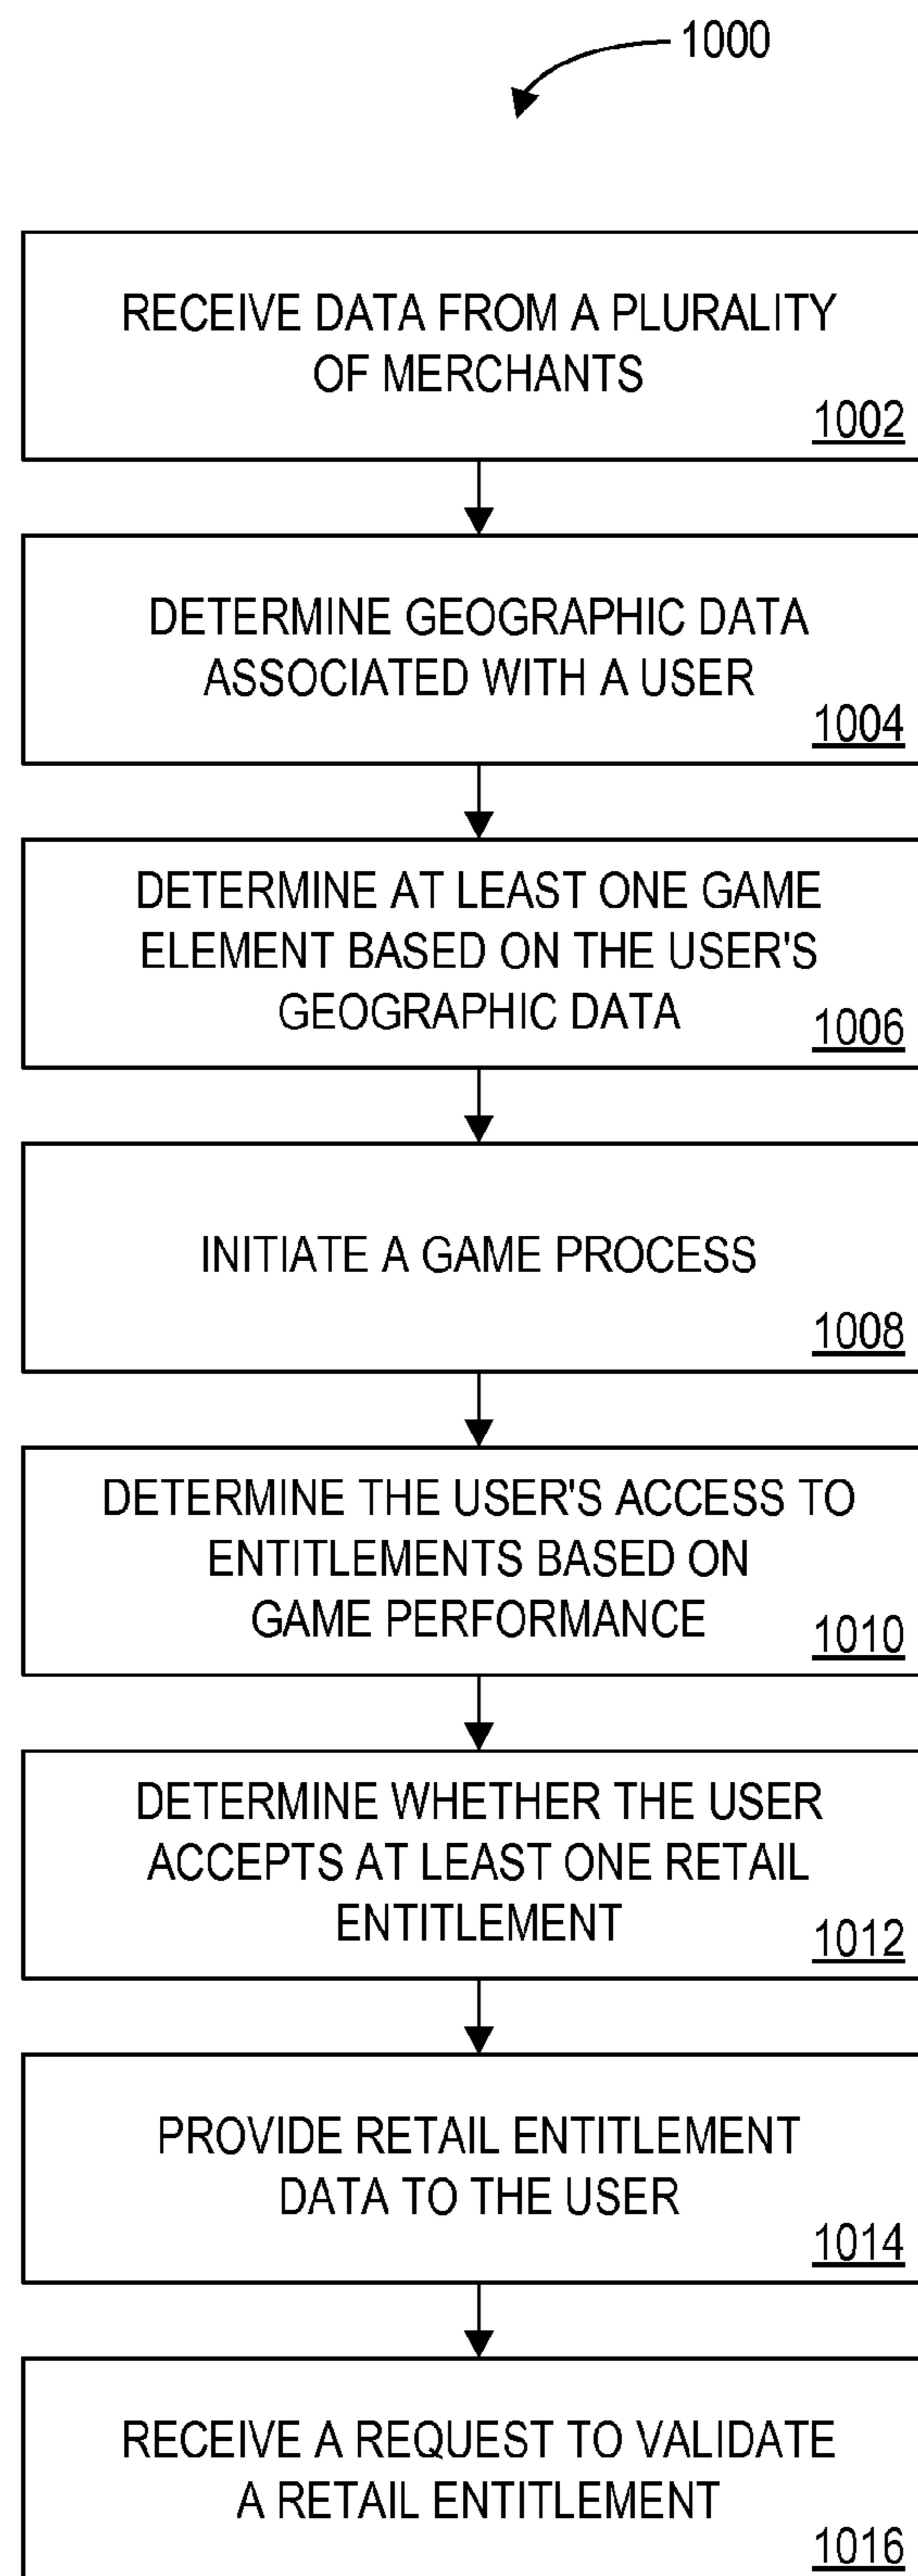 1000
RECEIVE DATA FROM A PLURALITY
OF MERCHANTS
1002
DETERMINE GEOGRAPHIC DATA
ASSOCIATED WITH A USER
1004
DETERMINE AT LEAST ONE GAME
ELEMENT BASED ON THE USER'S
GEOGRAPHIC DATA
1006
INITIATE A GAME PROCESS
1008
DETERMINE THE USER'S ACCESS TO
ENTITLEMENTS BASED ON
GAME PERFORMANCE
1010
DETERMINE WHETHER THE USER
ACCEPTS AT LEAST ONE RETAIL
ENTITLEMENT
1012
PROVIDE RETAIL ENTITLEMENT
DATA TO THE USER
1014
RECEIVE A REQUEST TO VALIDATE
A RETAIL ENTITLEMENT
1016